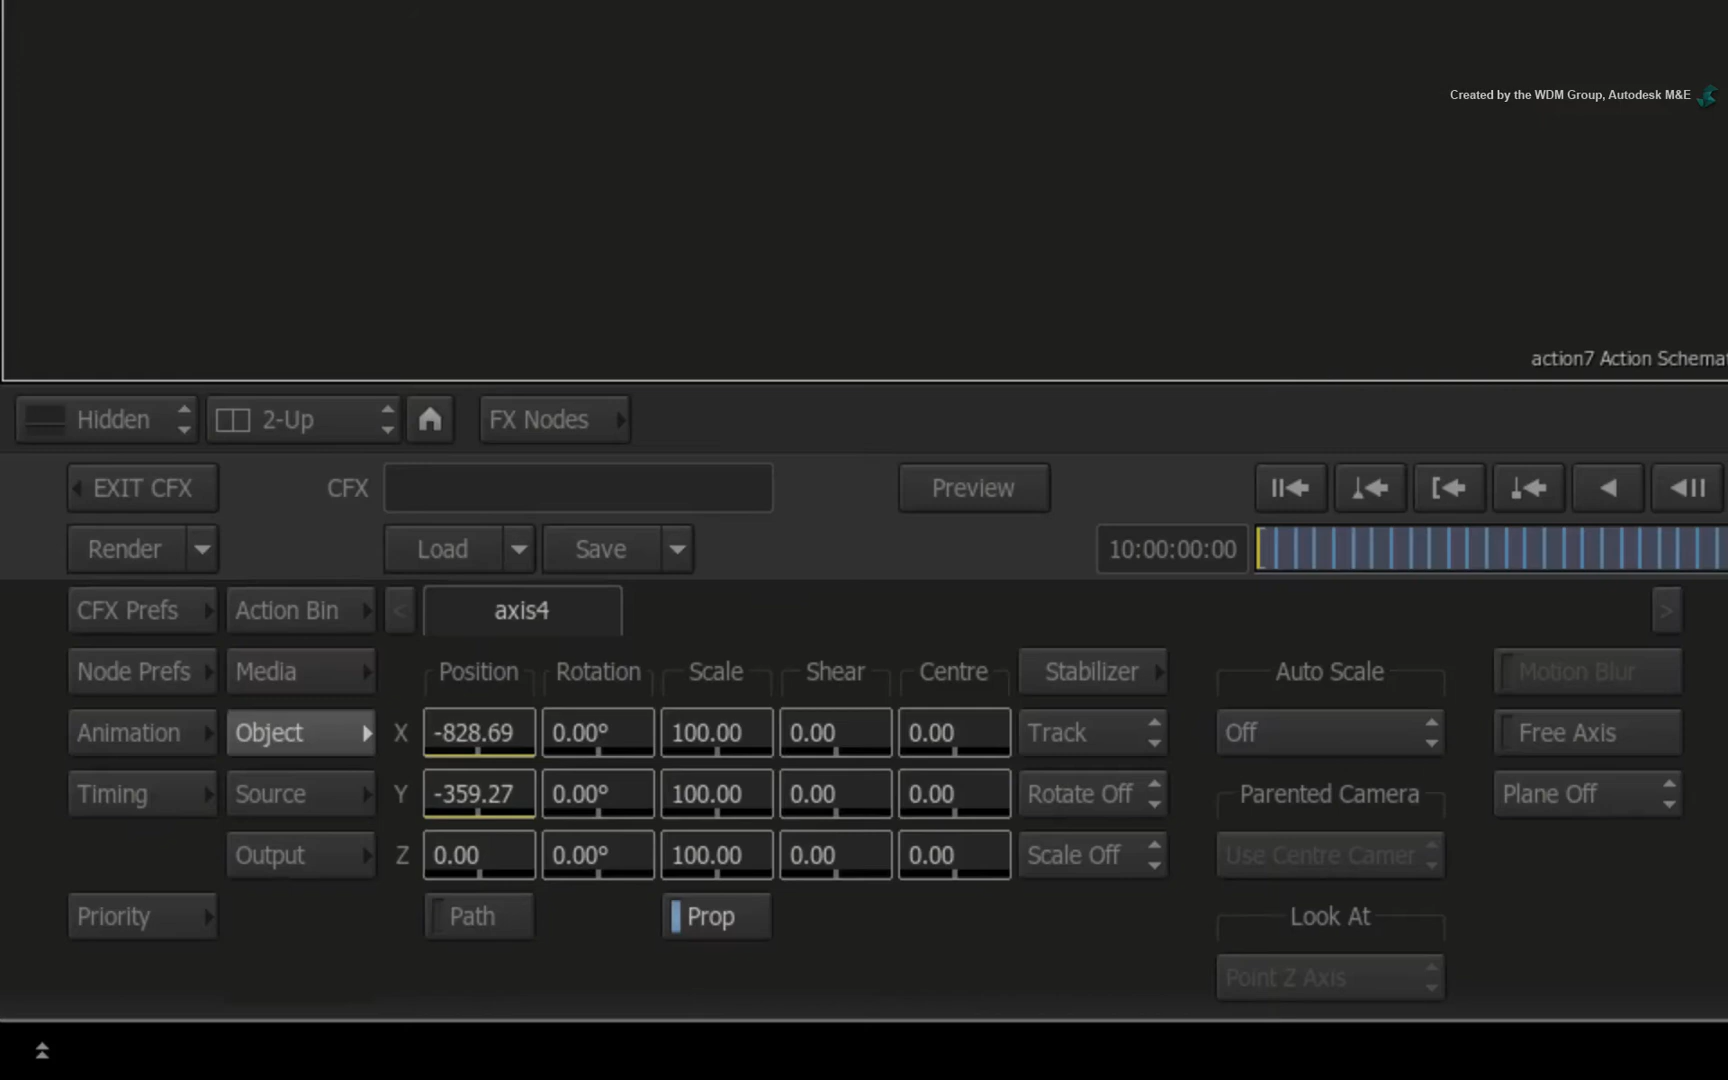 Created by the WDM Group, Autodesk M&E
action7 Action Schema
Hidden 2-Up FX Nodes
EXIT CFX CFX Preview
Render Load Save 10:00:00:00
CFX Prefs Action Bin < axis4 >
Node Prefs Media Position Rotation Scale Shear Centre Stabilizer Auto Scale Motion Blur
Animation Object X -828.69 0.00° 100.00 0.00 0.00 Track Off Free Axis
Timing Source Y -359.27 0.00° 100.00 0.00 0.00 Rotate Off Parented Camera Plane Off
Output Z 0.00 0.00° 100.00 0.00 0.00 Scale Off Use Centre Camer
Priority Path Prop Look At
Point Z Axis